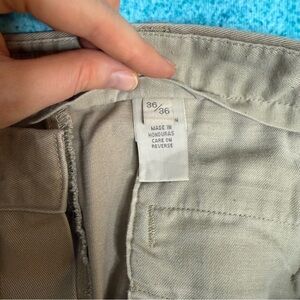 36/36
MADE IN
HONDURAS
CARE ON
REVERSE